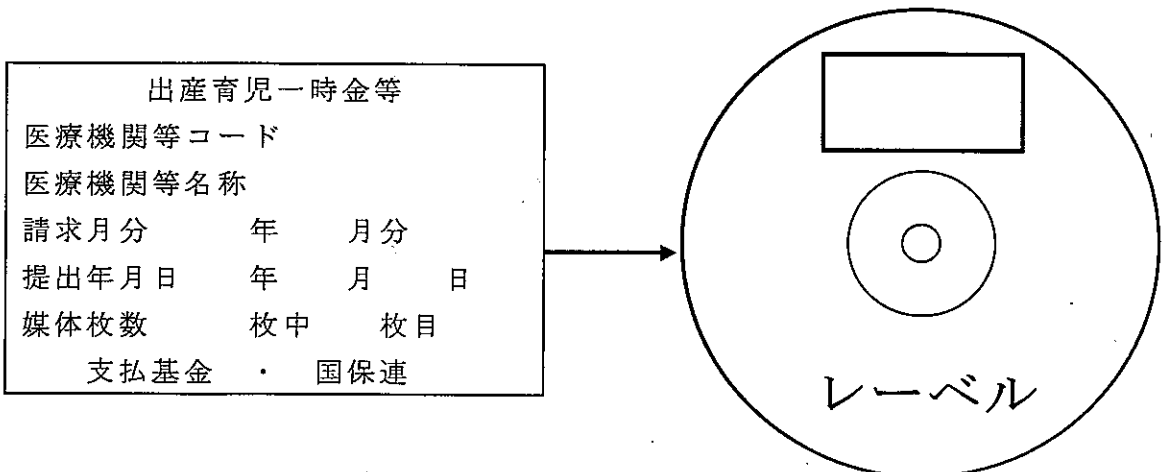 出産育児一時金等
医療機関等コード
医療機関等名称
請求月分 年 月分
提出年月日 年 月 日
媒体枚数 枚中 枚目
支払基金 ・ 国保連
レーベル